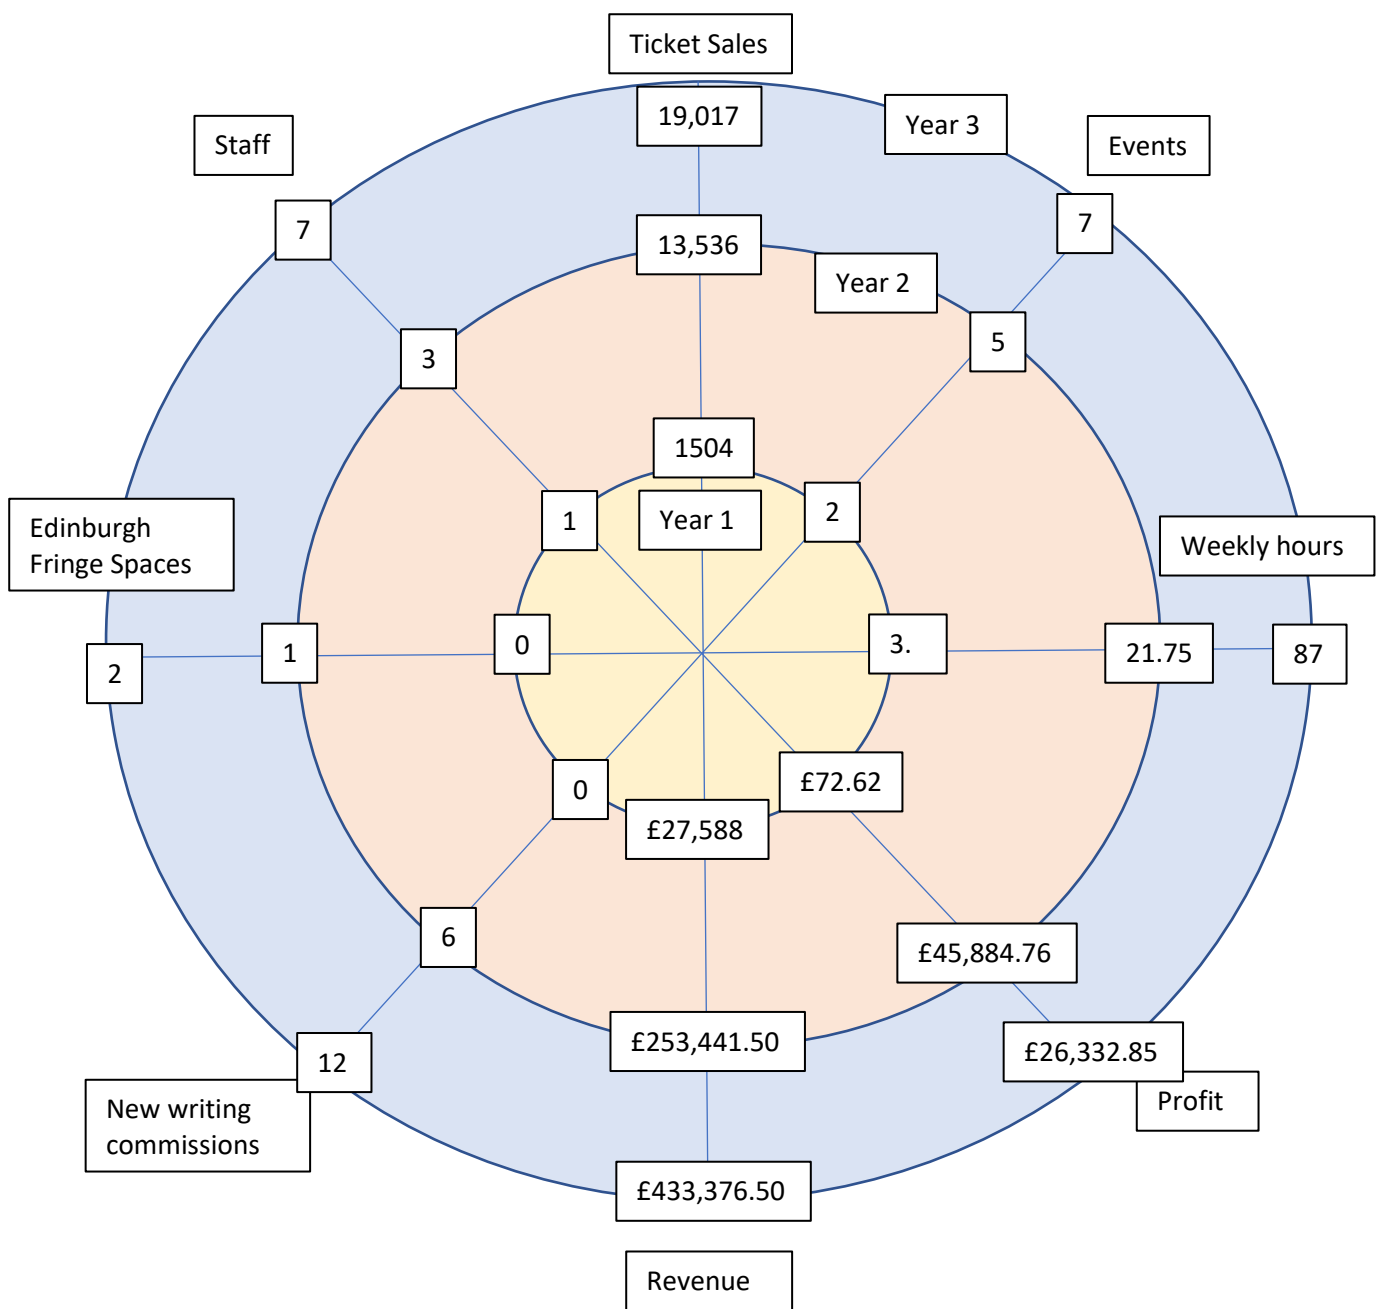 Ticket Sales
19,017
Year 3
Staff
Events
7
7
13,536
Year 2
5
3
1504
Year 1
1
2
Edinburgh
Fringe Spaces
Weekly hours
0
3.
1
21.75
87
2
£72.62
0
£27,588
6
£45,884.76
£253,441.50
£26,332.85
12
New writing
commissions
Profit
£433,376.50
Revenue